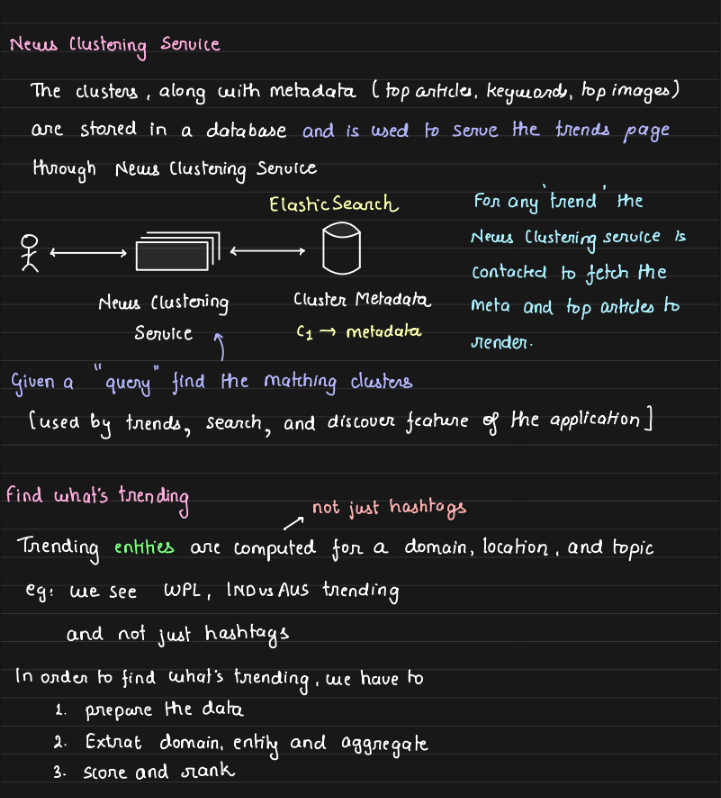 News Clustering Service
The clusters, along with metadata (top articles, keywords, top images)
are stored in a database and is used to serve the trends page
through News Clustering Service
ElasticSearch
News Clustering
Service
Cluster Metadata
C1 → metadata
For any 'trend' the
News Clustering service is
contacted to fetch the
meta and top articles to
render.
Given a "query" find the matching clusters
[used by trends, search, and discover feature of the application]
Find what's trending
not just hashtags
Trending entities are computed for a domain, location, and topic
eg: we see WPL, INDvsAUS trending
and not just hashtags
In order to find what's trending, we have to
1. prepare the data
2. Extrat domain, entity and aggregate
3. score and rank